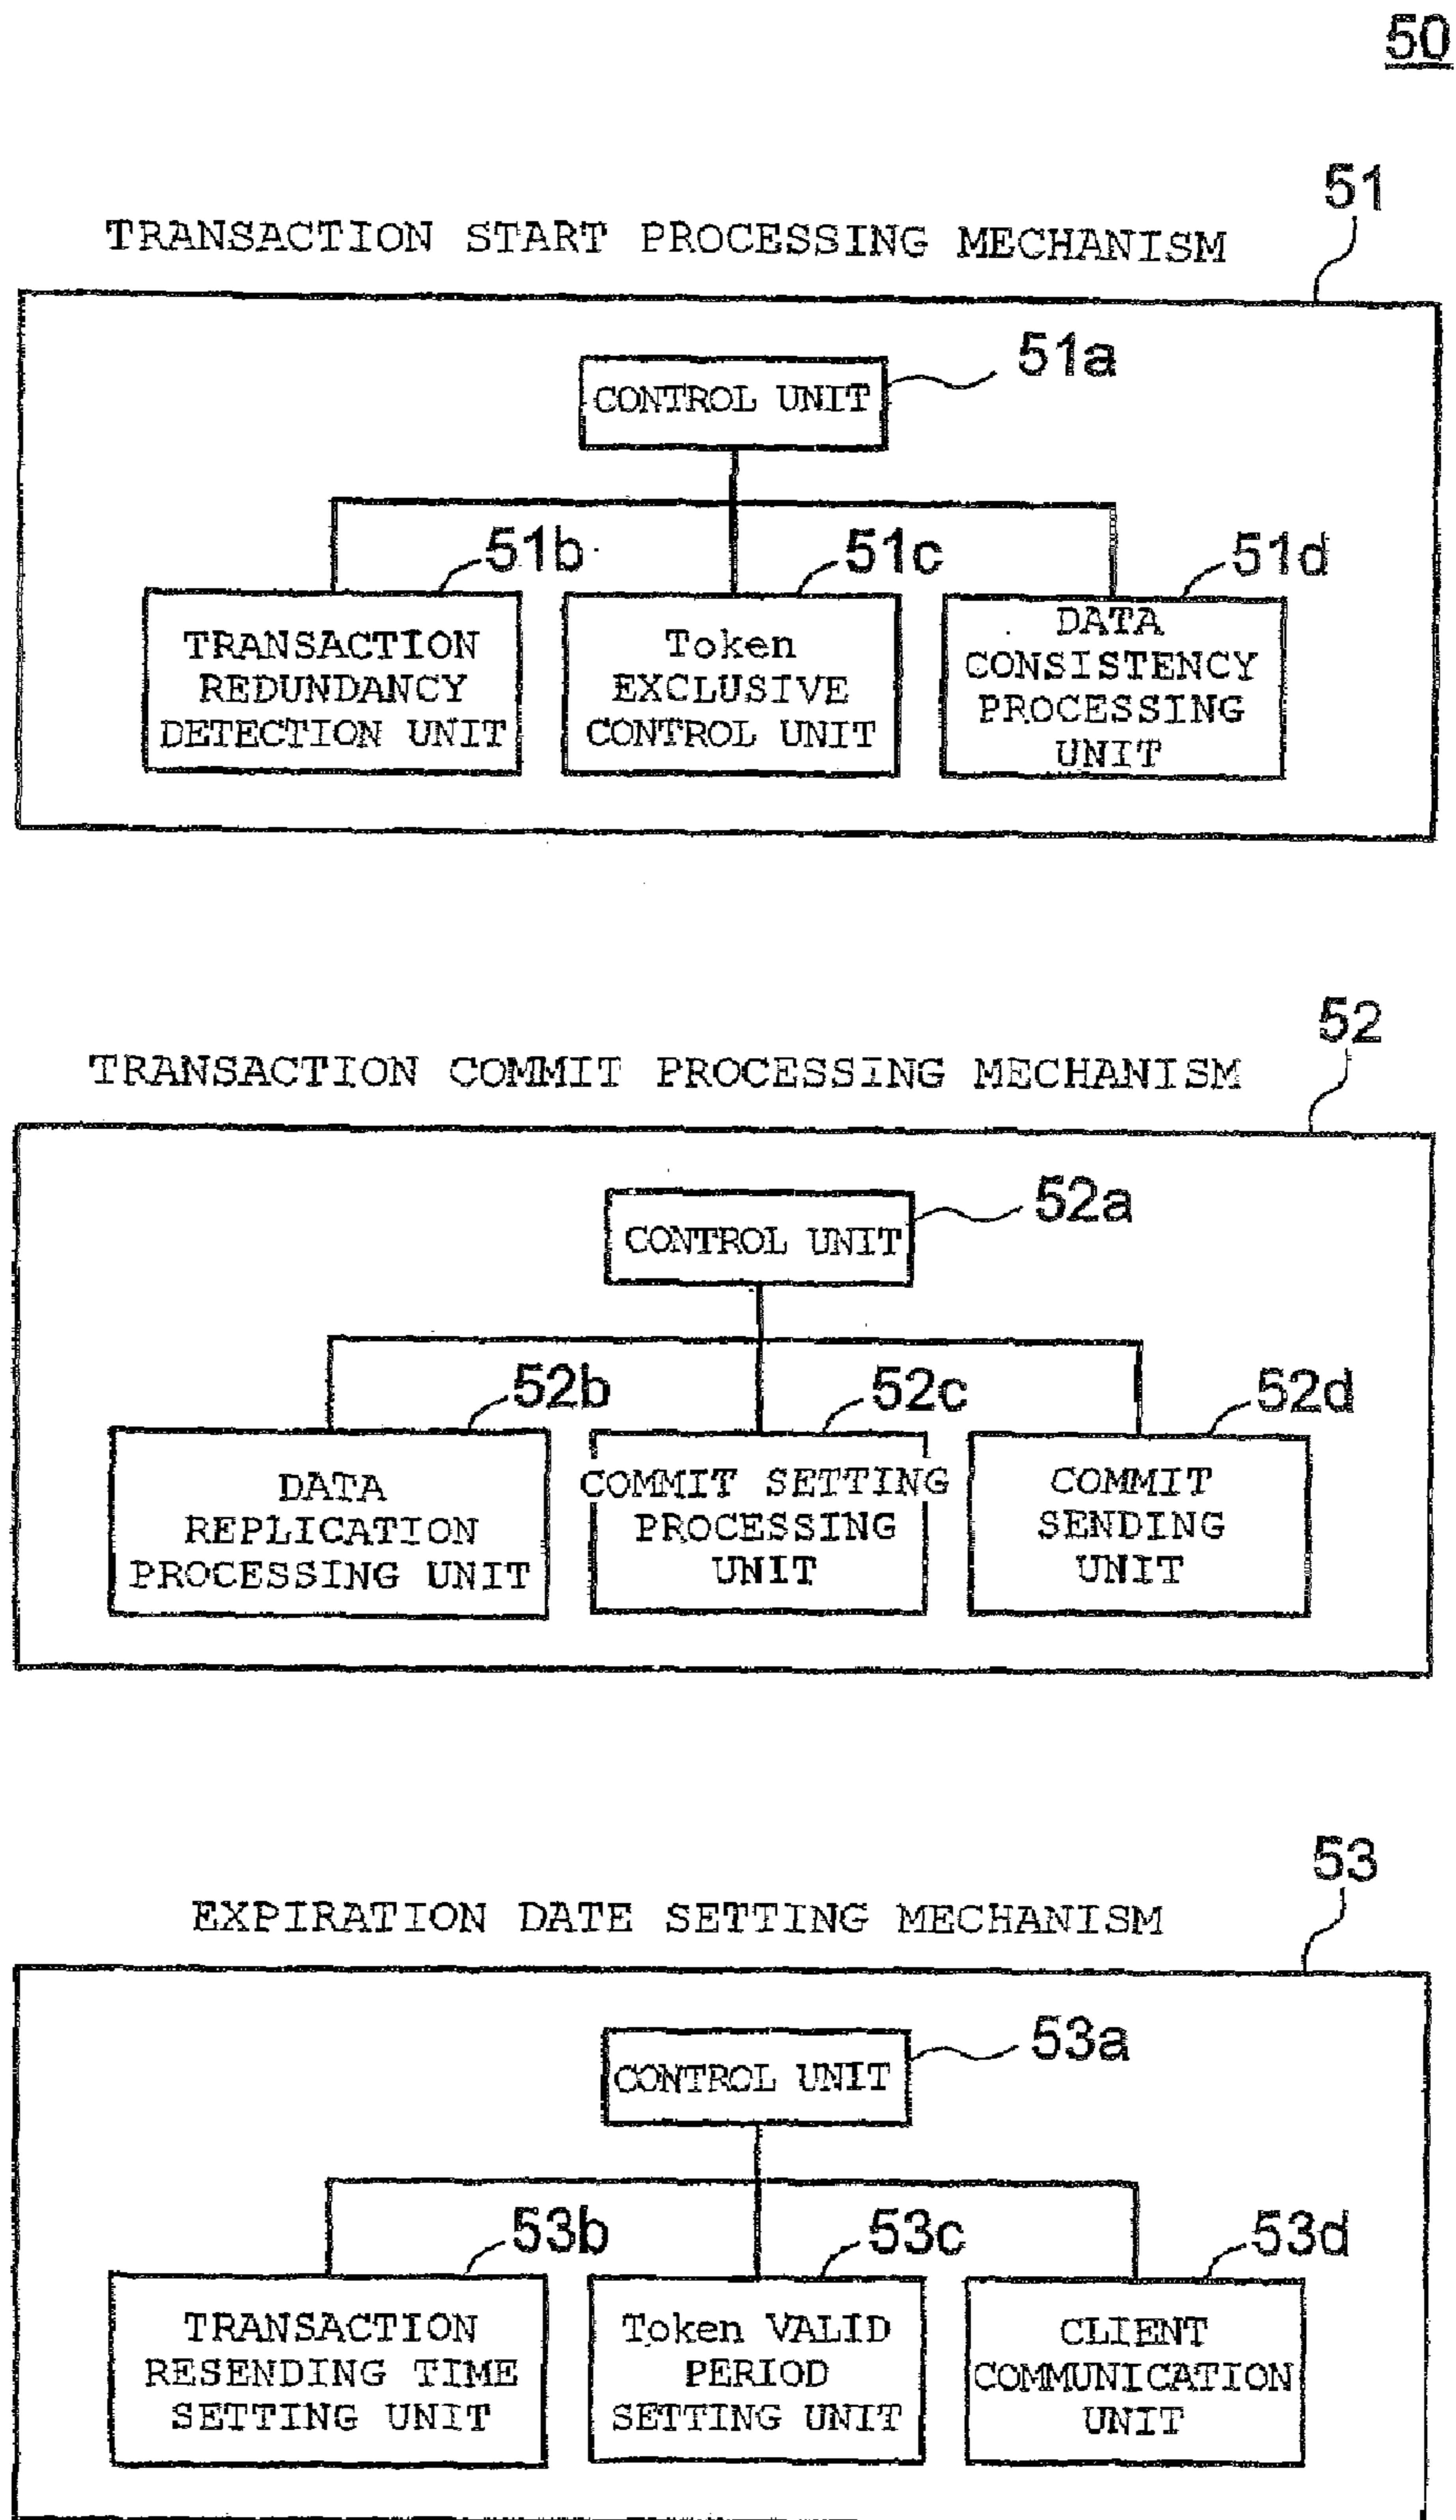 50
51
TRANSACTION START PROCESSING MECHANISM
CONTROL UNIT
51a
51b
51c
51d
TRANSACTION
REDUNDANCY
DETECTION UNIT
Token
EXCLUSIVE
CONTROL UNIT
DATA
CONSISTENCY
PROCESSING
UNIT
52
TRANSACTION COMMIT PROCESSING MECHANISM
CONTROL UNIT
52a
52b
52c
52d
DATA
REPLICATION
PROCESSING UNIT
COMMIT SETTING
PROCESSING
UNIT
COMMIT
SENDING
UNIT
53
EXPIRATION DATE SETTING MECHANISM
CONTROL UNIT
53a
53b
53c
53d
TRANSACTION
RESENDING TIME
SETTING UNIT
Token VALID
PERIOD
SETTING UNIT
CLIENT
COMMUNICATION
UNIT